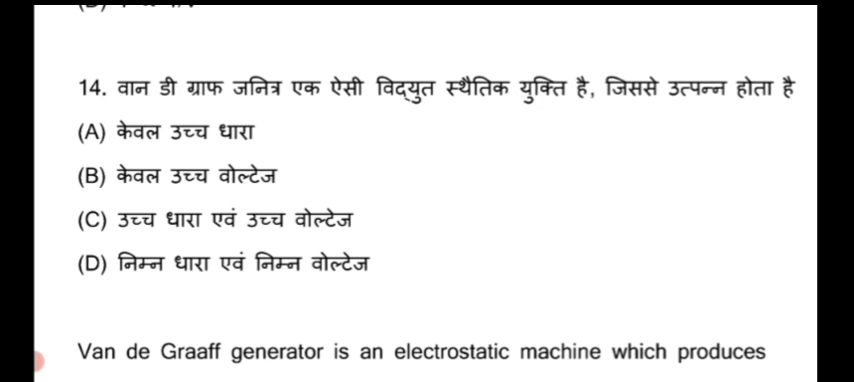 14. वान डी ग्राफ जनित्र एक ऐसी विद्युत स्थैतिक युक्ति है, जिससे उत्पन्न होता है
(A) केवल उच्च धारा
(B) केवल उच्च वोल्टेज
(C) उच्च धारा एवं उच्च वोल्टेज
(D) निम्न धारा एवं निम्न वोल्टेज
Van de Graaff generator is an electrostatic machine which produces